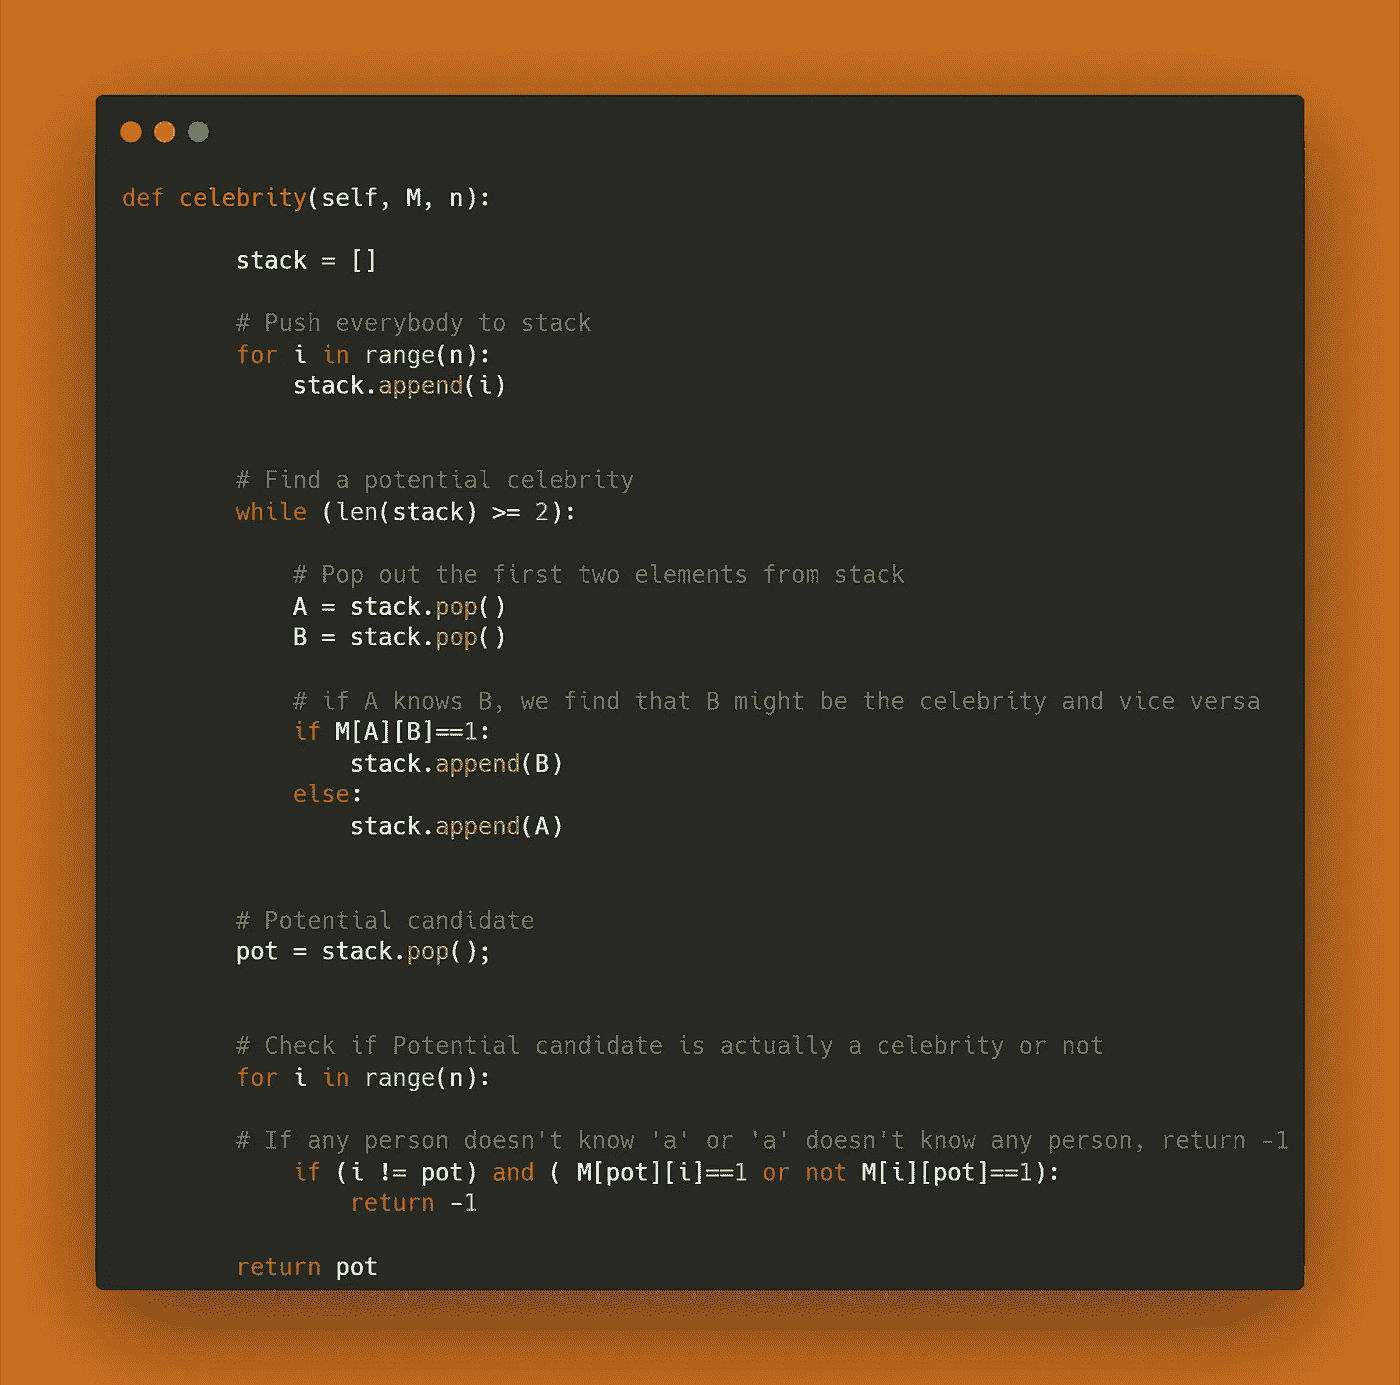 def celebrity(self, M, n):
stack = []
# Push everybody to stack
for i in range(n):
stack.append(i)
# Find a potential celebrity
while (len(stack) >= 2):
# Pop out the first two elements from stack
A = stack.pop()
B = stack.pop()
# if A knows B, we find that B might be the celebrity and vice versa
if M[A][B]==1:
stack.append(B)
else:
stack.append(A)
# Potential candidate
pot = stack.pop();
# Check if Potential candidate is actually a celebrity or not
for i in range(n):
# If any person doesn't know 'a' or 'a' doesn't know any person, return -1
if (i != pot) and ( M[pot][i]==1 or not M[i][pot]==1):
return -1
return pot